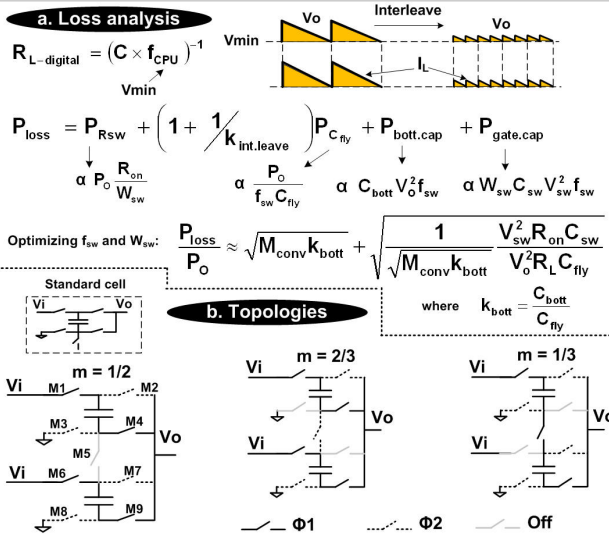 a. Loss analysis
R_L-digital = (C × f_CPU)^-1
Vmin
Vo
Interleave
Vo
Vmin
I_L
P_loss = P_Rsw + (1 + 1/k_int.leave) P_C_fly + P_bott.cap + P_gate.cap
α P_O R_on/W_sw
α P_O/(f_sw C_fly)
α C_bott V_o^2 f_sw
α W_sw C_sw V_sw^2 f_sw
Optimizing f_sw and W_sw:
P_loss/P_O ≈ √(M_conv k_bott) + √((1/√(M_conv k_bott)) (V_sw^2 R_on C_sw)/(V_o^2 R_L C_fly))
where k_bott = C_bott/C_fly
Standard cell
Vi
Vo
b. Topologies
m = 1/2
Vi
M1
M2
M3
M4
Vo
M5
Vi
M6
M7
M8
M9
m = 2/3
Vi
Vo
Vi
m = 1/3
Vi
Vo
Vi
Φ1
Φ2
Off